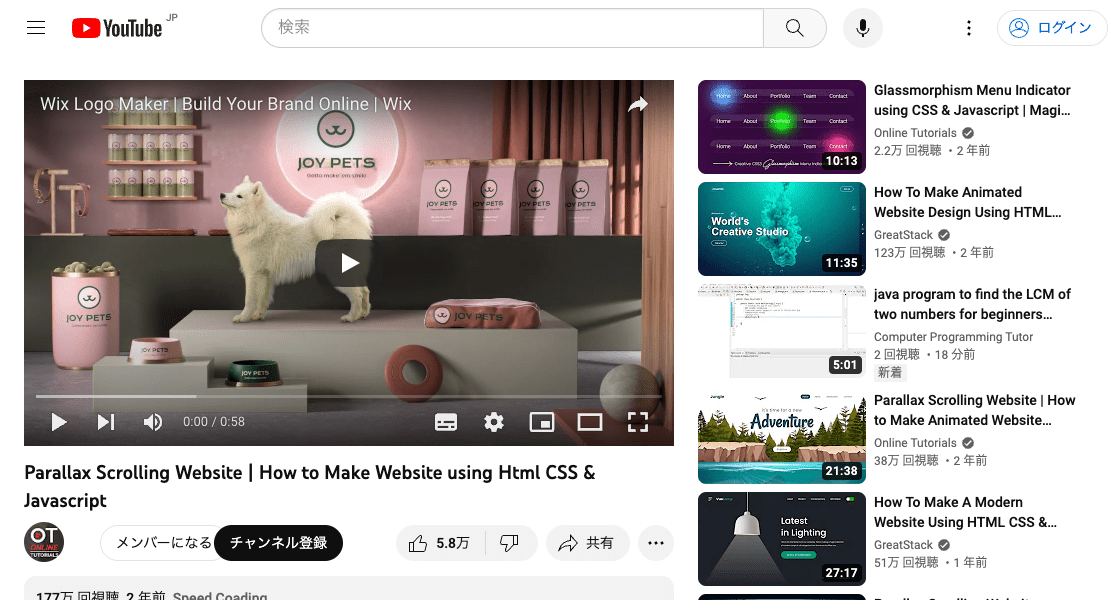 YouTube JP
検索
ログイン
Wix Logo Maker | Build Your Brand Online | Wix
JOY PETS
JOY PETS
JOY PETS
JOY PETS
JOY PETS
JOY PETS
JOY PETS
JOY PETS
JOY PETS
0:00 / 0:58
Parallax Scrolling Website | How to Make Website using Html CSS & Javascript
OT
ONLINE
TUTORIALS
メンバーになる
チャンネル登録
5.8万
共有
177万 回視聴 2 年前 Speed Coading
Home About Portfolio Team Contact
Home About Portfolio Team Contact
Home About Portfolio Team Contact
Creative CSS Glassmorphism Menu Indic
10:13
Glassmorphism Menu Indicator
using CSS & Javascript | Magi...
Online Tutorials
2.2万 回視聴 ・2 年前
World's
Creative Studio
11:35
How To Make Animated
Website Design Using HTML...
GreatStack
123万 回視聴 ・2 年前
5:01
java program to find the LCM of
two numbers for beginners...
Computer Programming Tutor
2 回視聴 ・18 分前
新着
Jungle
It's time for a new
Adventure
21:38
Parallax Scrolling Website | How
to Make Animated Website...
Online Tutorials
38万 回視聴 ・2 年前
Latest
in Lighting
27:17
How To Make A Modern
Website Using HTML CSS &...
GreatStack
51万 回視聴 ・1 年前